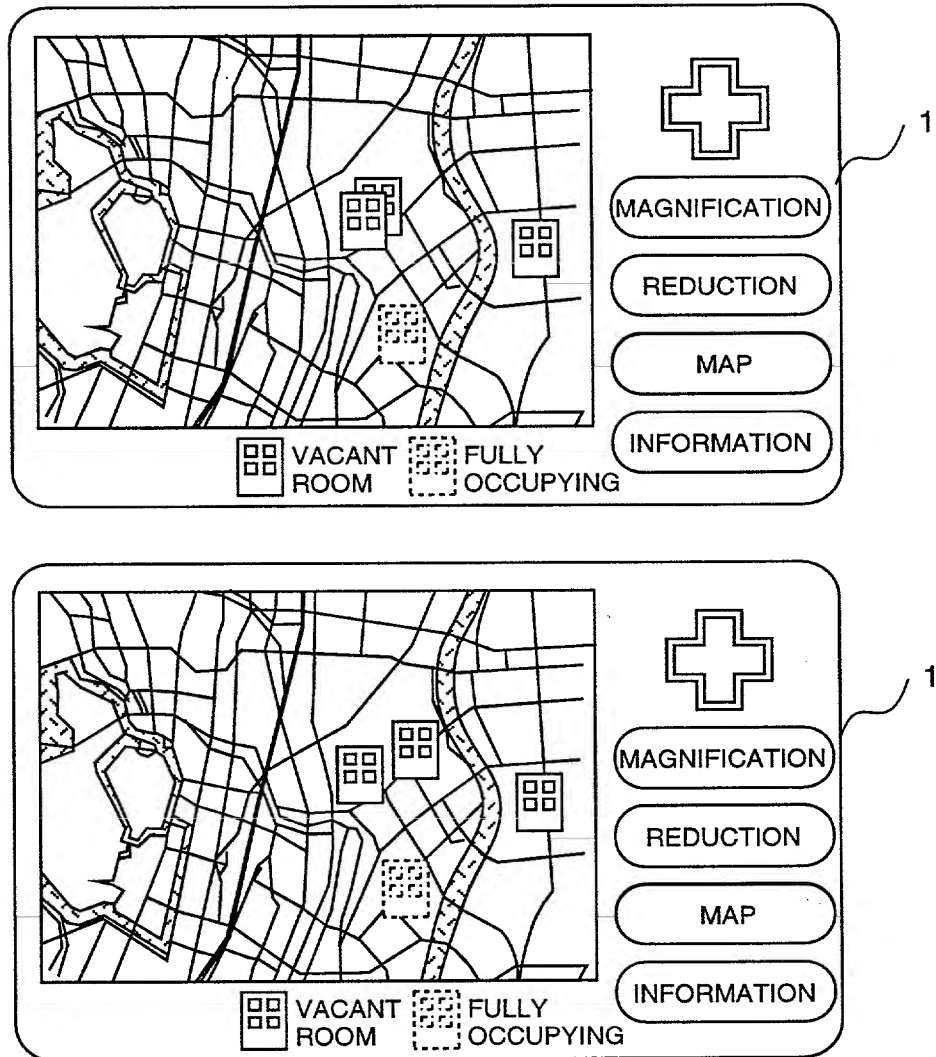 1
MAGNIFICATION
REDUCTION
MAP
INFORMATION
VACANT
ROOM
FULLY
OCCUPYING
1
MAGNIFICATION
REDUCTION
MAP
INFORMATION
VACANT
ROOM
FULLY
OCCUPYING